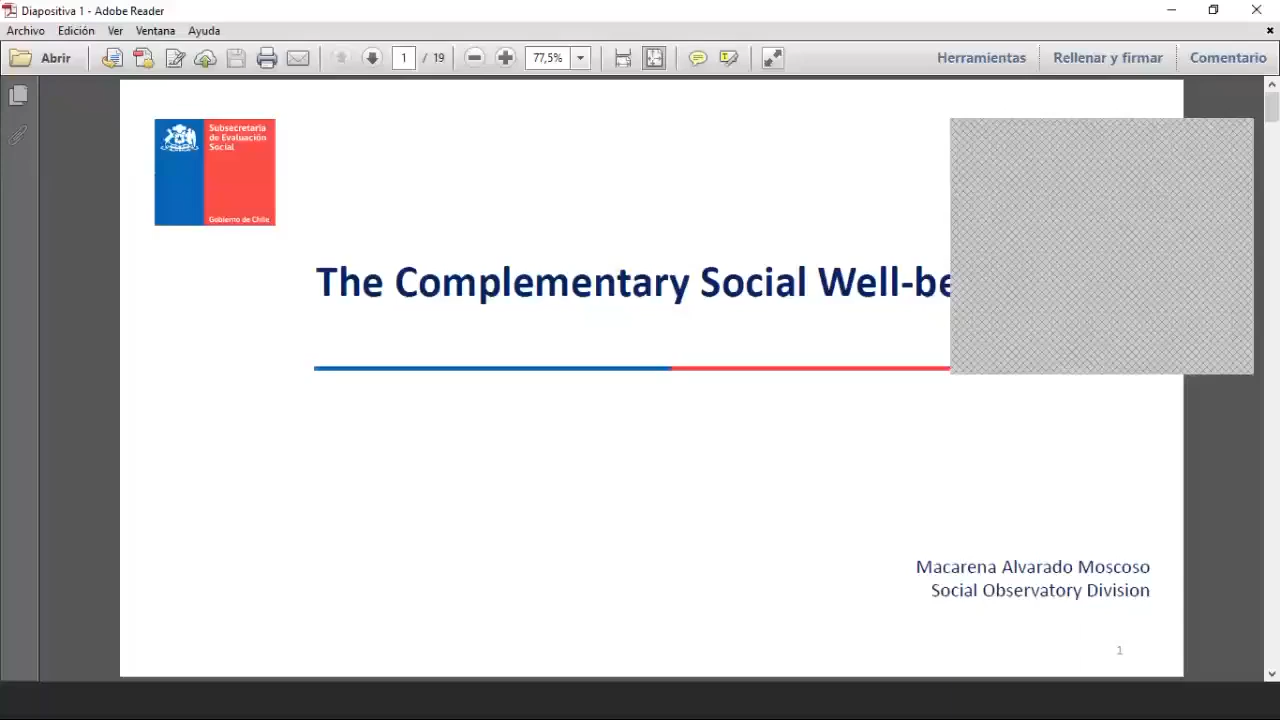 Diapositiva 1 - Adobe Reader
Archivo Edición Ver Ventana Ayuda
Abrir 1 / 19 77,5% Herramientas Rellenar y firmar Comentario
Subsecretaría
de Evaluación
Social
Gobierno de Chile
The Complementary Social Well-be
Macarena Alvarado Moscoso
Social Observatory Division
1